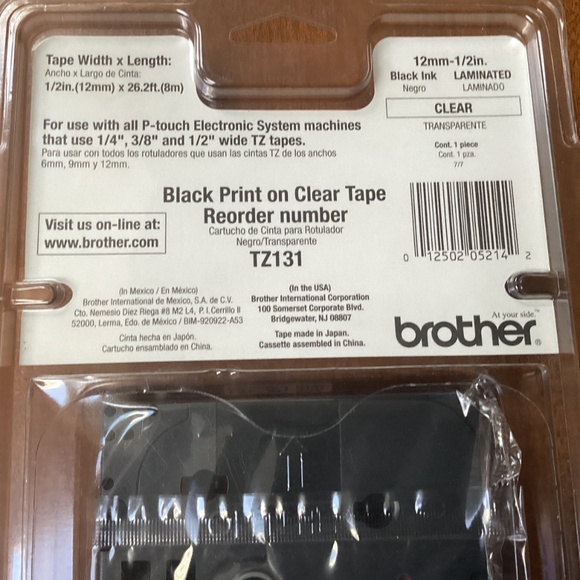 Tape Width x Length:
Ancho x Largo de Cinta:
1/2in.(12mm) x 26.2ft.(8m)
12mm-1/2in.
Black Ink LAMINATED
Negro LAMINADO
CLEAR
TRANSPARENTE
Cont. 1 piece
Cont. 1 pza.
7/7
For use with all P-touch Electronic System machines
that use 1/4", 3/8" and 1/2" wide TZ tapes.
Para usar con todos los rotuladores que usan las cintas TZ de los anchos
6mm, 9mm y 12mm.
Black Print on Clear Tape
Reorder number
Cartucho de Cinta para Rotulador
Negro/Transparente
TZ131
Visit us on-line at:
www.brother.com
0 12502 05214 2
(In Mexico / En México)
Brother International de Mexico, S.A. de C.V.
Cto. Nemesio Diez Riega #8 M2 L4, P.I. Cerrillo II
52000, Lerma, Edo. de México / BIM-920922-A53
Cinta hecha en Japón.
Cartucho ensamblado en China.
(In the USA)
Brother International Corporation
100 Somerset Corporate Blvd.
Bridgewater, NJ 08807
Tape made in Japan.
Cassette assembled in China.
At your side.™
brother®